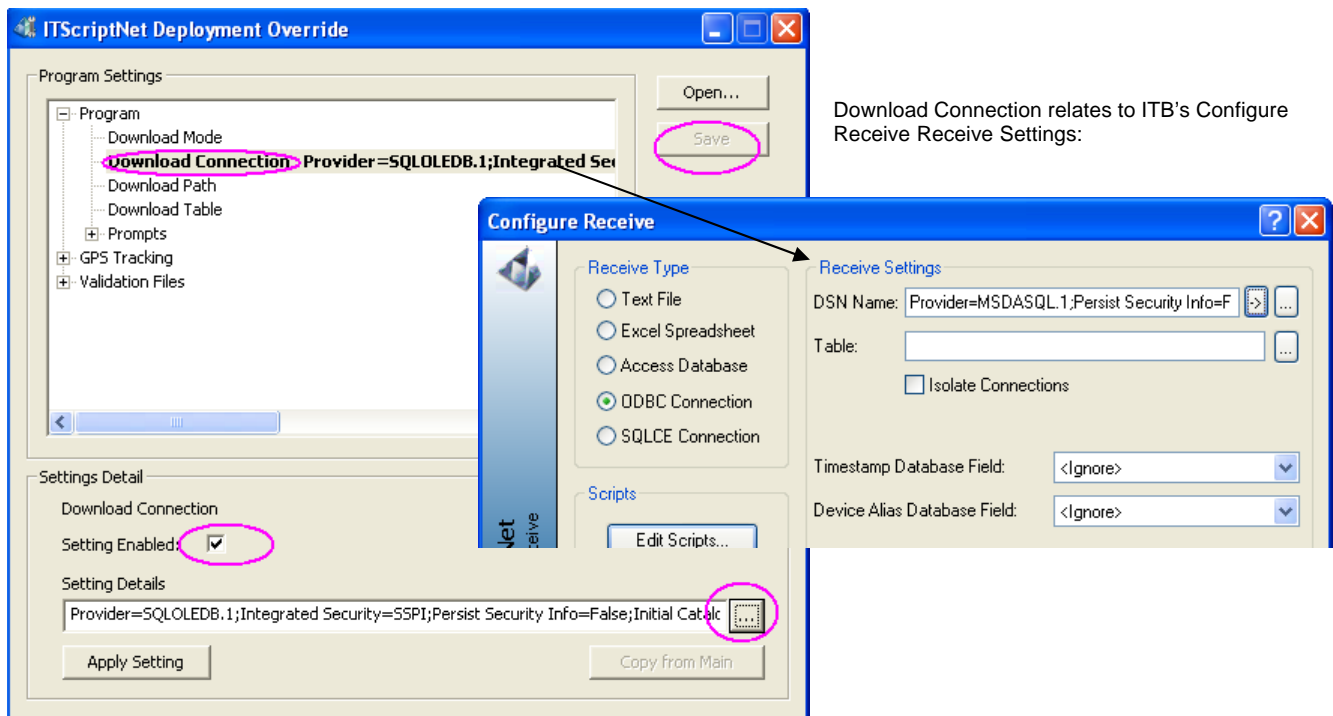 ITScriptNet Deployment Override
Program Settings
Program
Download Mode
Download Connection Provider=SQLOLEDB.1;Integrated Sec
Download Path
Download Table
Prompts
GPS Tracking
Validation Files
Open...
Save
Download Connection relates to ITB's Configure
Receive Receive Settings:
Configure Receive
Receive Type
Text File
Excel Spreadsheet
Access Database
ODBC Connection
SQLCE Connection
Scripts
Edit Scripts...
Net
eive
Receive Settings
DSN Name: Provider=MSDASQL.1;Persist Security Info=F -> ...
Table: ...
Isolate Connections
Timestamp Database Field: <Ignore>
Device Alias Database Field: <Ignore>
Settings Detail
Download Connection
Setting Enabled:
Setting Details
Provider=SQLOLEDB.1;Integrated Security=SSPI;Persist Security Info=False;Initial Catalo ...
Apply Setting
Copy from Main